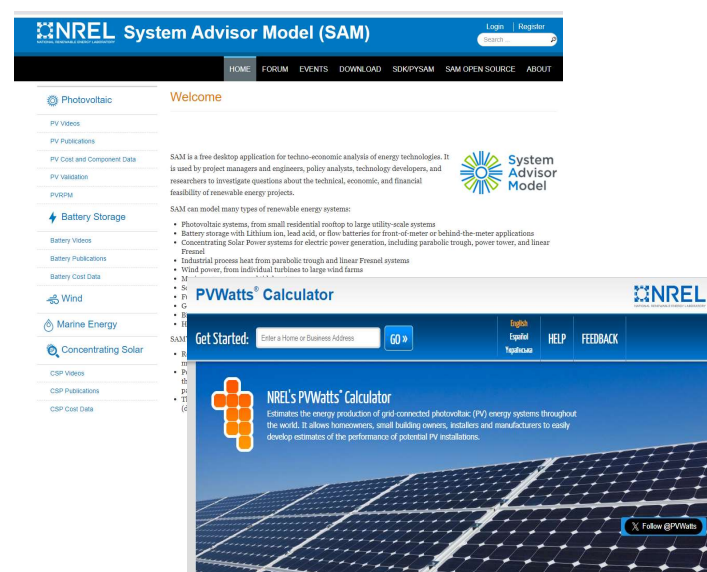 NREL System Advisor Model (SAM)
NATIONAL RENEWABLE ENERGY LABORATORY
Login | Register
Search ...
HOME FORUM EVENTS DOWNLOAD SDK/PYSAM SAM OPEN SOURCE ABOUT
Photovoltaic
PV Videos
PV Publications
PV Cost and Component Data
PV Validation
PVRPM
Battery Storage
Battery Videos
Battery Publications
Battery Cost Data
Wind
Marine Energy
Concentrating Solar
CSP Videos
CSP Publications
CSP Cost Data
Welcome
SAM is a free desktop application for techno-economic analysis of energy technologies. It
is used by project managers and engineers, policy analysts, technology developers, and
researchers to investigate questions about the technical, economic, and financial
feasibility of renewable energy projects.
System
Advisor
Model
SAM can model many types of renewable energy systems:
• Photovoltaic systems, from small residential rooftop to large utility-scale systems
• Battery storage with Lithium ion, lead acid, or flow batteries for front-of-meter or behind-the-meter applications
• Concentrating Solar Power systems for electric power generation, including parabolic trough, power tower, and linear
Fresnel
• Industrial process heat from parabolic trough and linear Fresnel systems
• Wind power, from individual turbines to large wind farms
SAM
PVWatts® Calculator
NREL
NATIONAL RENEWABLE ENERGY LABORATORY
Get Started:
Enter a Home or Business Address
GO »
English
Español
Українська
HELP
FEEDBACK
NREL's PVWatts® Calculator
Estimates the energy production of grid-connected photovoltaic (PV) energy systems throughout
the world. It allows homeowners, small building owners, installers and manufacturers to easily
develop estimates of the performance of potential PV installations.
X Follow @PVWatts